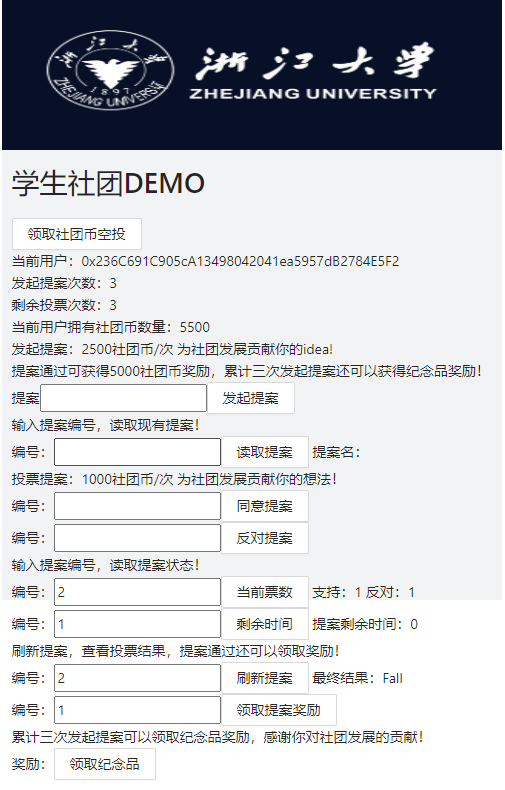 浙江大学
ZHEJIANG UNIVERSITY
ZHEJIANG UNIVERSITY
1897
学生社团DEMO
领取社团币空投
当前用户：0x236C691C905cA13498042041ea5957dB2784E5F2
发起提案次数：3
剩余投票次数：3
当前用户拥有社团币数量：5500
发起提案：2500社团币/次 为社团发展贡献你的idea!
提案通过可获得5000社团币奖励，累计三次发起提案还可以获得纪念品奖励！
提案 发起提案
输入提案编号，读取现有提案！
编号： 读取提案 提案名：
投票提案：1000社团币/次 为社团发展贡献你的想法！
编号： 同意提案
编号： 反对提案
输入提案编号，读取提案状态！
编号：2 当前票数 支持：1 反对：1
编号：1 剩余时间 提案剩余时间：0
刷新提案，查看投票结果，提案通过还可以领取奖励！
编号：2 刷新提案 最终结果：Fall
编号：1 领取提案奖励
累计三次发起提案可以领取纪念品奖励，感谢你对社团发展的贡献！
奖励： 领取纪念品